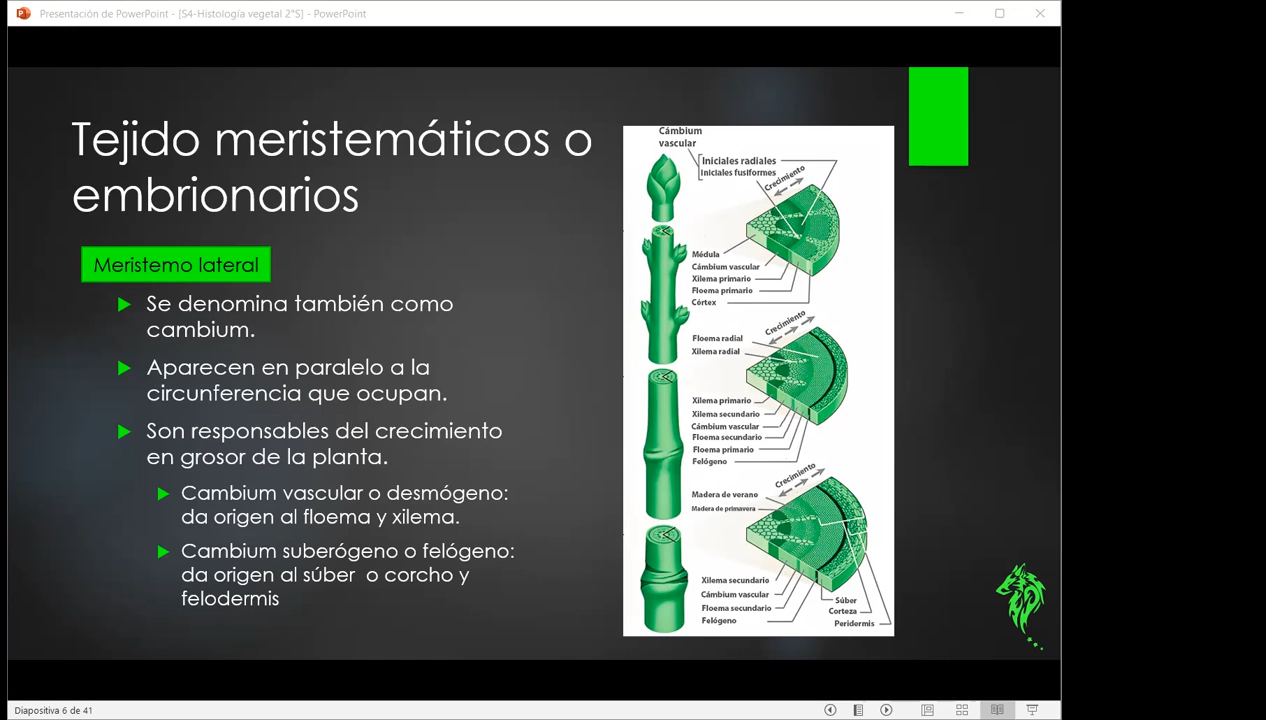 Presentación de PowerPoint - [S4-Histología vegetal 2°S] - PowerPoint
Tejido meristemáticos o
embrionarios
Meristemo lateral
Se denomina también como
cambium.
Aparecen en paralelo a la
circunferencia que ocupan.
Son responsables del crecimiento
en grosor de la planta.
Cambium vascular o desmógeno:
da origen al floema y xilema.
Cambium suberógeno o felógeno:
da origen al súber o corcho y
felodermis
Cámbium
vascular
Iniciales radiales
Iniciales fusiformes
Crecimiento
Médula
Cámbium vascular
Xilema primario
Floema primario
Córtex
Crecimiento
Floema radial
Xilema radial
Xilema primario
Xilema secundario
Cámbium vascular
Floema secundario
Floema primario
Felógeno
Crecimiento
Madera de verano
Madera de primavera
Xilema secundario
Cámbium vascular
Floema secundario
Felógeno
Súber
Corteza
Peridermis
Diapositiva 6 de 41